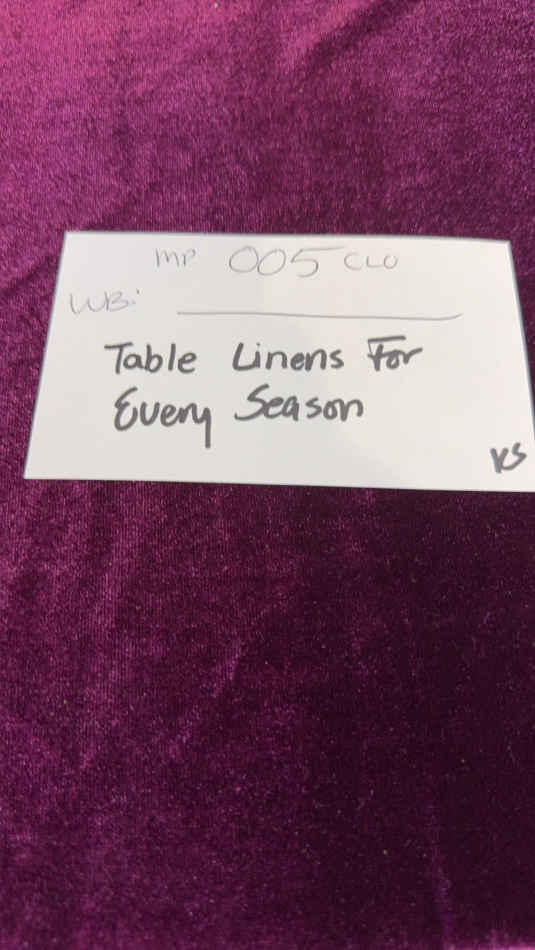 MP 005 CLO
WB: 
Table Linens For
Every Season
KS